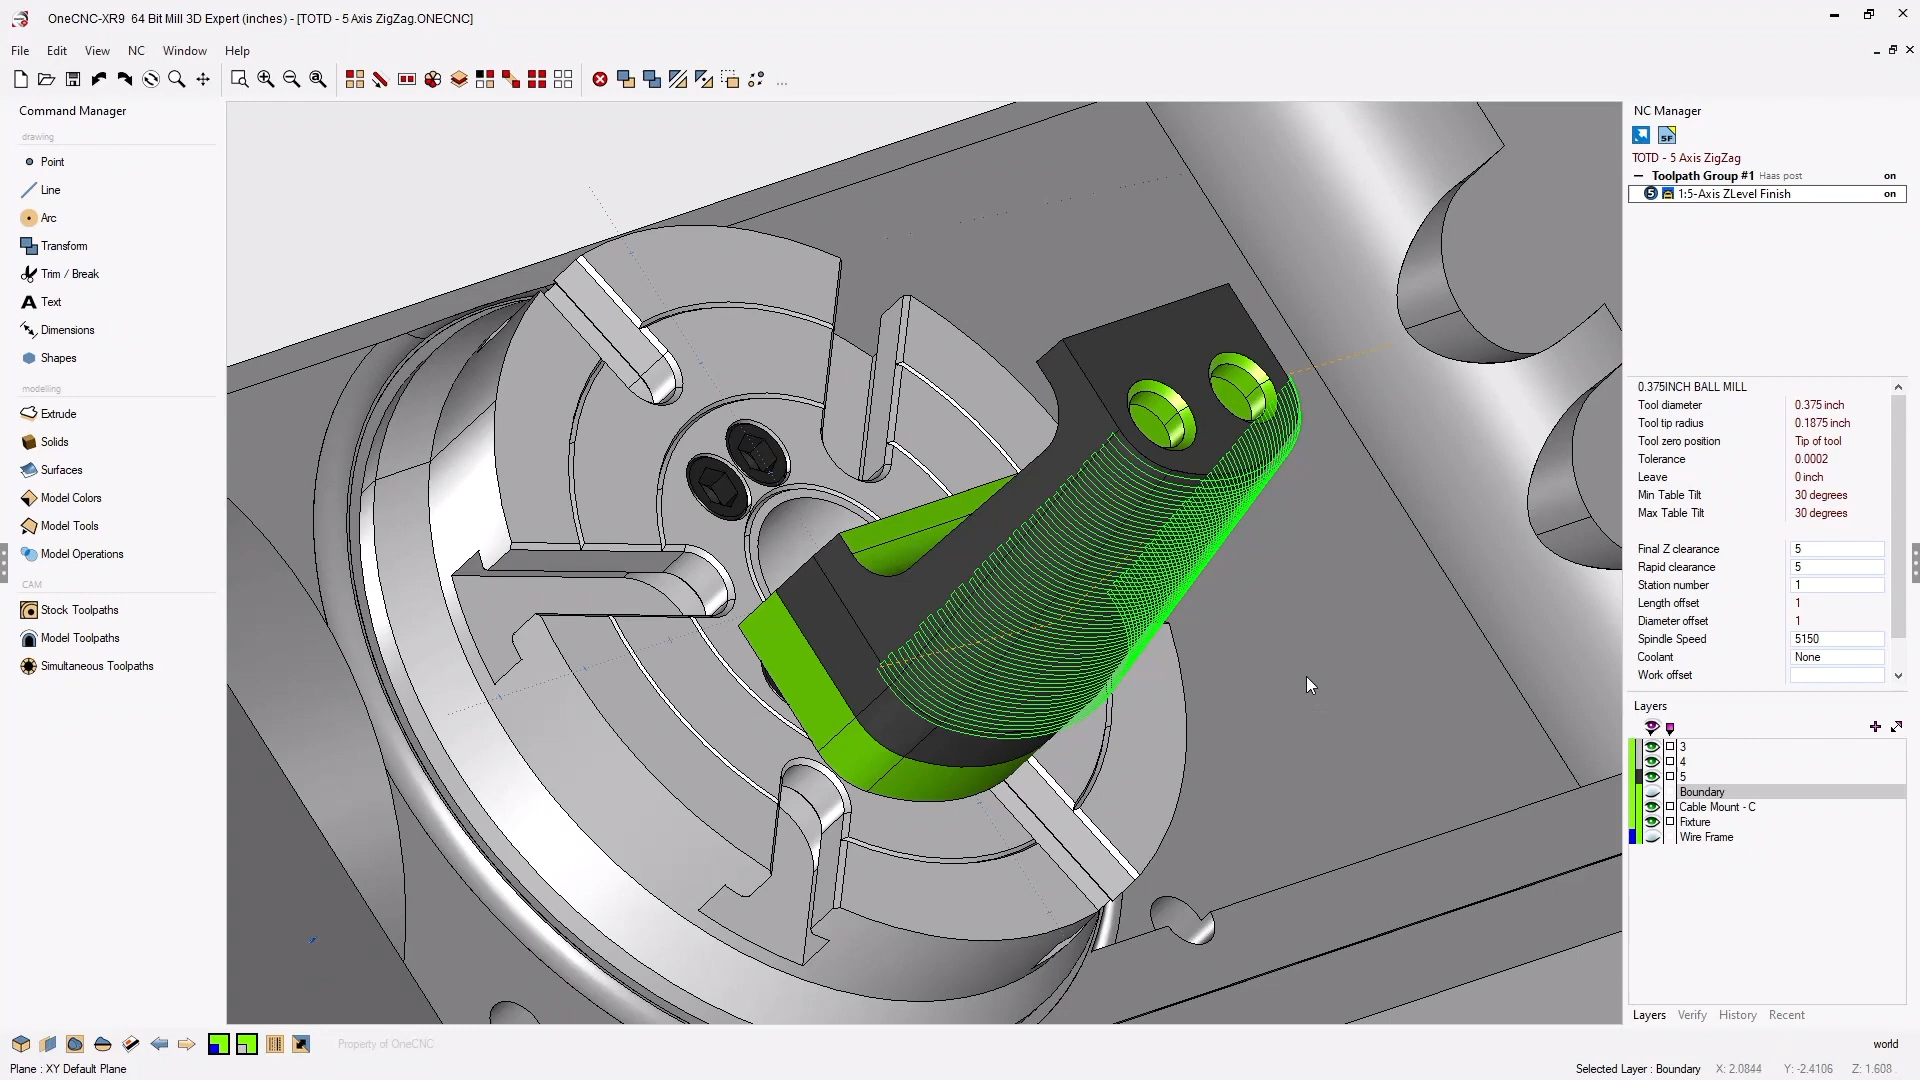 OneCNC-XR9 64 Bit Mill 3D Expert (inches) - [TOTD - 5 Axis ZigZag.ONECNC]
File Edit View NC Window Help
...
Command Manager
drawing
Point
Line
Arc
Transform
Trim / Break
Text
Dimensions
Shapes
modelling
Extrude
Solids
Surfaces
Model Colors
Model Tools
Model Operations
CAM
Stock Toolpaths
Model Toolpaths
Simultaneous Toolpaths
NC Manager
SF
TOTD - 5 Axis ZigZag
Toolpath Group #1 Haas post on
5 1:5-Axis ZLevel Finish on
0.375INCH BALL MILL
Tool diameter 0.375 inch
Tool tip radius 0.1875 inch
Tool zero position Tip of tool
Tolerance 0.0002
Leave 0 inch
Min Table Tilt 30 degrees
Max Table Tilt 30 degrees
Final Z clearance 5
Rapid clearance 5
Station number 1
Length offset 1
Diameter offset 1
Spindle Speed 5150
Coolant None
Work offset
Layers
3
4
5
Boundary
Cable Mount - C
Fixture
Wire Frame
Layers Verify History Recent
Property of OneCNC
world
Plane : XY Default Plane
Selected Layer : Boundary X: 2.0844 Y: -2.4106 Z: 1.608